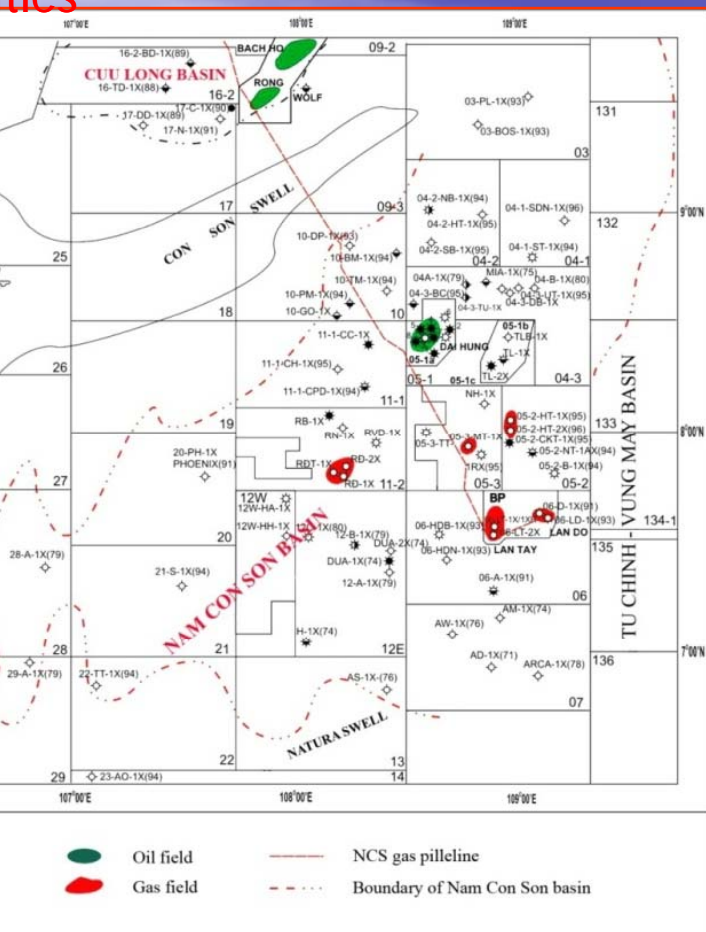 tics
107°00'E 108°00'E 109°00'E
BACH HO
09-2
16-2-BD-1X(89)
CUU LONG BASIN
16-TD-1X(88)
16-2
RONG
WOLF
17-C-1X(90)
17-DD-1X(89)
17-N-1X(91)
03-PL-1X(93)
03-BOS-1X(93)
131
03
04-2-NB-1X(94)
04-1-SDN-1X(96)
04-2-HT-1X(95)
9°00'N
132
17
09-3
CON SON SWELL
10-DP-1X(93)
10-BM-1X(94)
04-2-SB-1X(95)
04-1-ST-1X(94)
25
04-2
04-1
10-TM-1X(94)
04A-1X(79)
MIA-1X(75)
04-B-1X(80)
10-PM-1X(94)
04-3-BC(95)
04-3-UT-1X(95)
04-3-TU-1X
04-3-DB-1X
10-GO-1X
18
10
05-1b
11-1-CC-1X
DAI HUNG
TLB-1X
05-1a
TL-1X
11-1-CH-1X(95)
TL-2X
26
05-1
05-1c
04-3
11-1-CPD-1X(94)
11-1
NH-1X
RB-1X
05-2-HT-1X(95)
133
RN-1X
RVD-1X
05-2-HT-2X(96)
8°00'N
19
05-3-TT
05-3-MT-1X
05-2-CKT-1X(95)
20-PH-1X
PHOENIX(91)
05-2-NT-1AX(94)
RDT-1X
RD-2X
1RX(95)
05-2-B-1X(94)
RD-1X
27
11-2
05-3
05-2
12W
12W-HA-1X
BP
06-D-1X(91)
06-LD-1X(93)
134-1
12W-HH-1X
06-HDB-1X(93)
LAN DO
12-B-1X(79)
06-LT-2X
20
DUA-2X(74)
06-HDN-1X(93)
LAN TAY
135
28-A-1X(79)
DUA-1X(74)
21-S-1X(94)
12-A-1X(79)
06-A-1X(91)
NAM CON SON BASIN
06
TU CHINH - VUNG MAY BASIN
AM-1X(74)
AW-1X(76)
H-1X(74)
28
21
12E
7°00'N
136
29-A-1X(79)
22-TT-1X(94)
AD-1X(71)
ARCA-1X(78)
AS-1X-(76)
07
NATURA SWELL
22
13
29
23-AO-1X(94)
14
107°00'E 108°00'E 109°00'E
Oil field NCS gas pilleline
Gas field Boundary of Nam Con Son basin